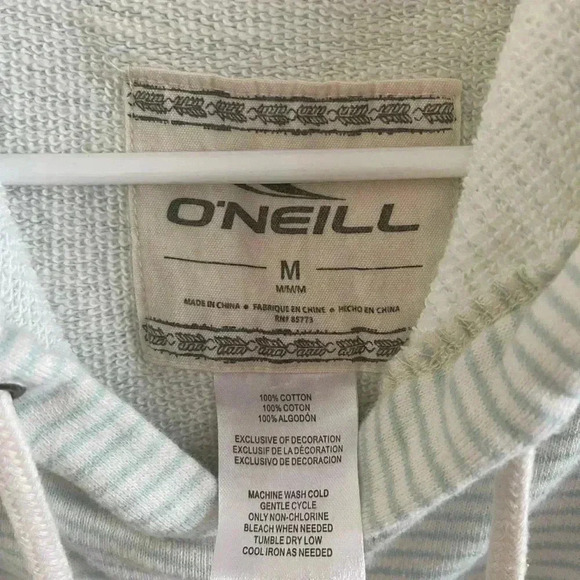 O'NEILL
M
M/M/M
MADE IN CHINA • FABRIQUE EN CHINE • HECHO EN CHINA
RN# 85773
100% COTTON
100% COTON
100% ALGODÓN
EXCLUSIVE OF DECORATION
EXCLUSIF DE LA DÉCORATION
EXCLUSIVO DE DECORACION
MACHINE WASH COLD
GENTLE CYCLE
ONLY NON-CHLORINE
BLEACH WHEN NEEDED
TUMBLE DRY LOW
COOL IRON AS NEEDED